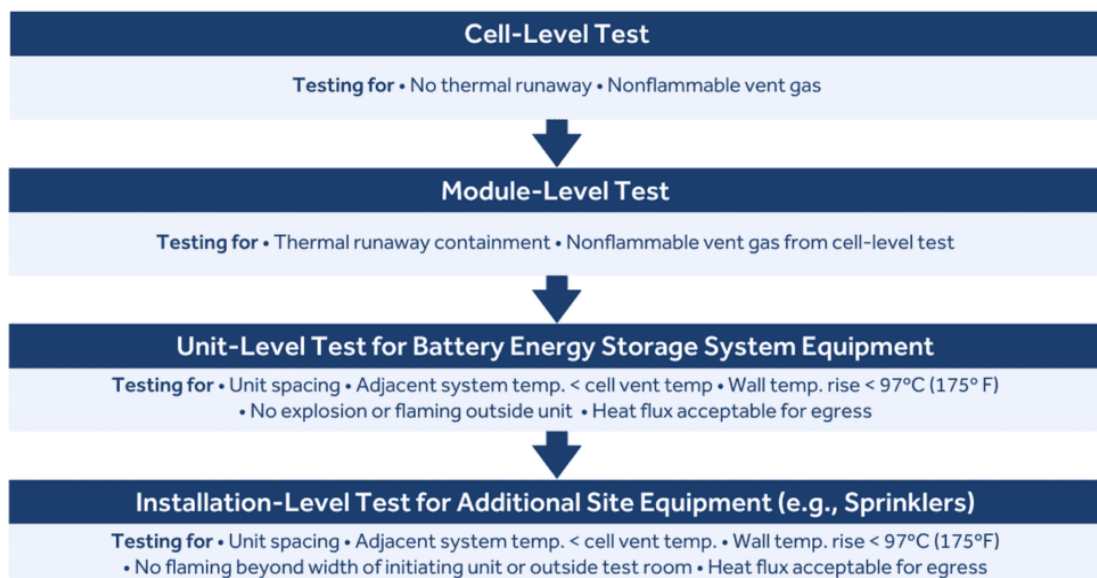 Cell-Level Test
Testing for • No thermal runaway • Nonflammable vent gas
Module-Level Test
Testing for • Thermal runaway containment • Nonflammable vent gas from cell-level test
Unit-Level Test for Battery Energy Storage System Equipment
Testing for • Unit spacing • Adjacent system temp. < cell vent temp • Wall temp. rise < 97°C (175° F)
• No explosion or flaming outside unit • Heat flux acceptable for egress
Installation-Level Test for Additional Site Equipment (e.g., Sprinklers)
Testing for • Unit spacing • Adjacent system temp. < cell vent temp. • Wall temp. rise < 97°C (175°F)
• No flaming beyond width of initiating unit or outside test room • Heat flux acceptable for egress